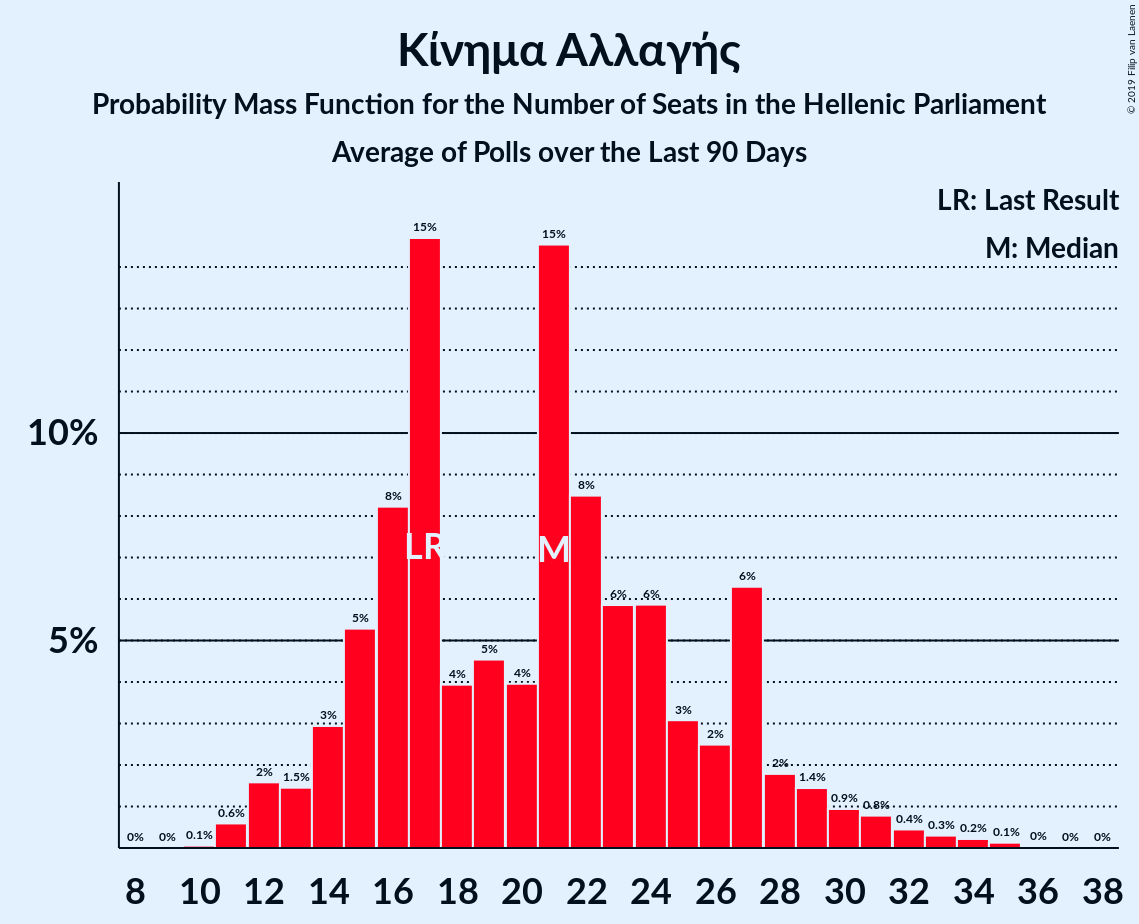 © 2019 Filip van Laenen
Κίνημα Αλλαγής
Probability Mass Function for the Number of Seats in the Hellenic Parliament
Average of Polls over the Last 90 Days
LR: Last Result
M: Median
10%
5%
0% 0% 0.1% 0.6% 2% 1.5% 3% 5% 8% 15% 4% 5% 4% 15% 8% 6% 6% 3% 2% 6% 2% 1.4% 0.9% 0.8% 0.4% 0.3% 0.2% 0.1% 0% 0% 0%
LR M
8 10 12 14 16 18 20 22 24 26 28 30 32 34 36 38